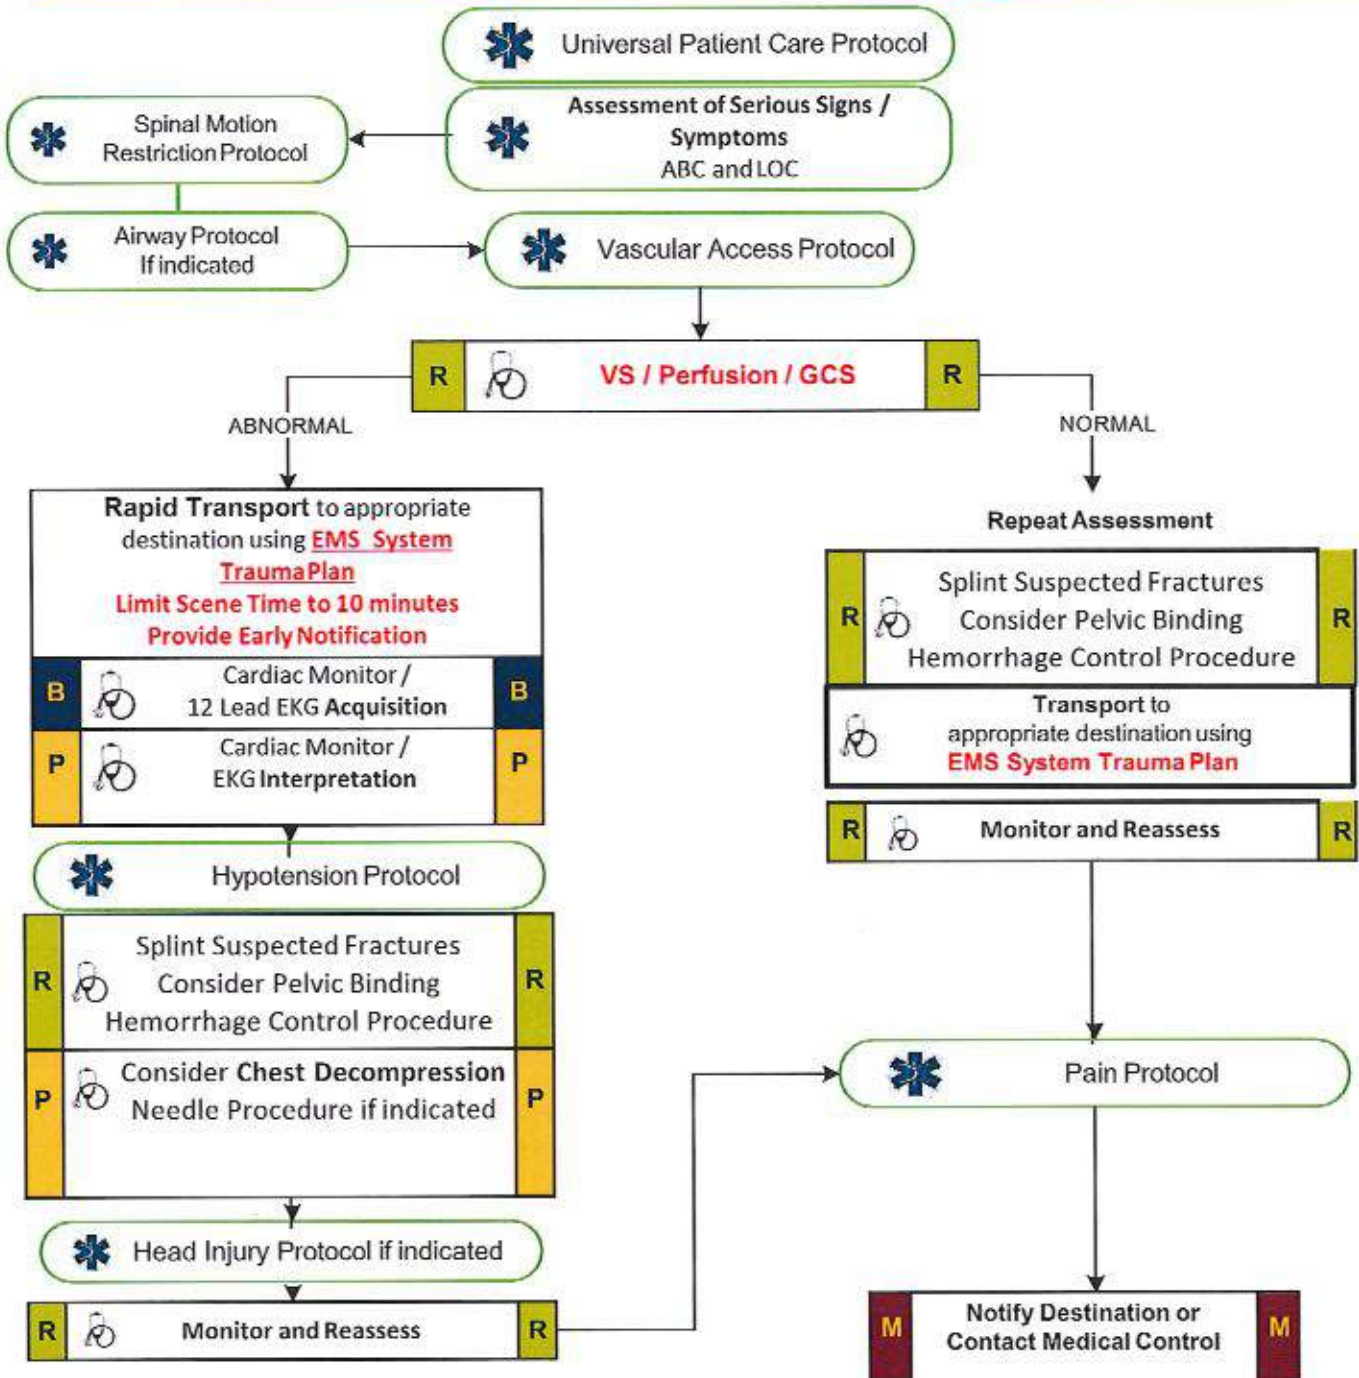 Universal Patient Care Protocol
Assessment of Serious Signs /
Symptoms
ABC and LOC
Spinal Motion
Restriction Protocol
Airway Protocol
If indicated
Vascular Access Protocol
R VS / Perfusion / GCS R
ABNORMAL
NORMAL
Rapid Transport to appropriate
destination using EMS System
TraumaPlan
Limit Scene Time to 10 minutes
Provide Early Notification
B Cardiac Monitor / B
12 Lead EKG Acquisition
P Cardiac Monitor / P
EKG Interpretation
Hypotension Protocol
Splint Suspected Fractures
R Consider Pelvic Binding R
Hemorrhage Control Procedure
Consider Chest Decompression
P Needle Procedure if indicated P
Head Injury Protocol if indicated
R Monitor and Reassess R
Repeat Assessment
Splint Suspected Fractures
R Consider Pelvic Binding R
Hemorrhage Control Procedure
Transport to
appropriate destination using
EMS System Trauma Plan
R Monitor and Reassess R
Pain Protocol
M Notify Destination or M
Contact Medical Control